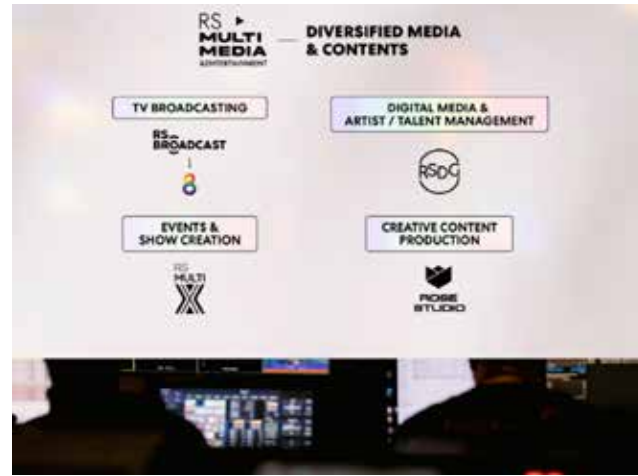 RS
MULTI
MEDIA
&ENTERTAINMENT
DIVERSIFIED MEDIA
& CONTENTS
TV BROADCASTING
RS
BROADCAST
8
DIGITAL MEDIA &
ARTIST / TALENT MANAGEMENT
RSDC
EVENTS &
SHOW CREATION
RS
MULTI
X
CREATIVE CONTENT
PRODUCTION
ROSE
STUDIO